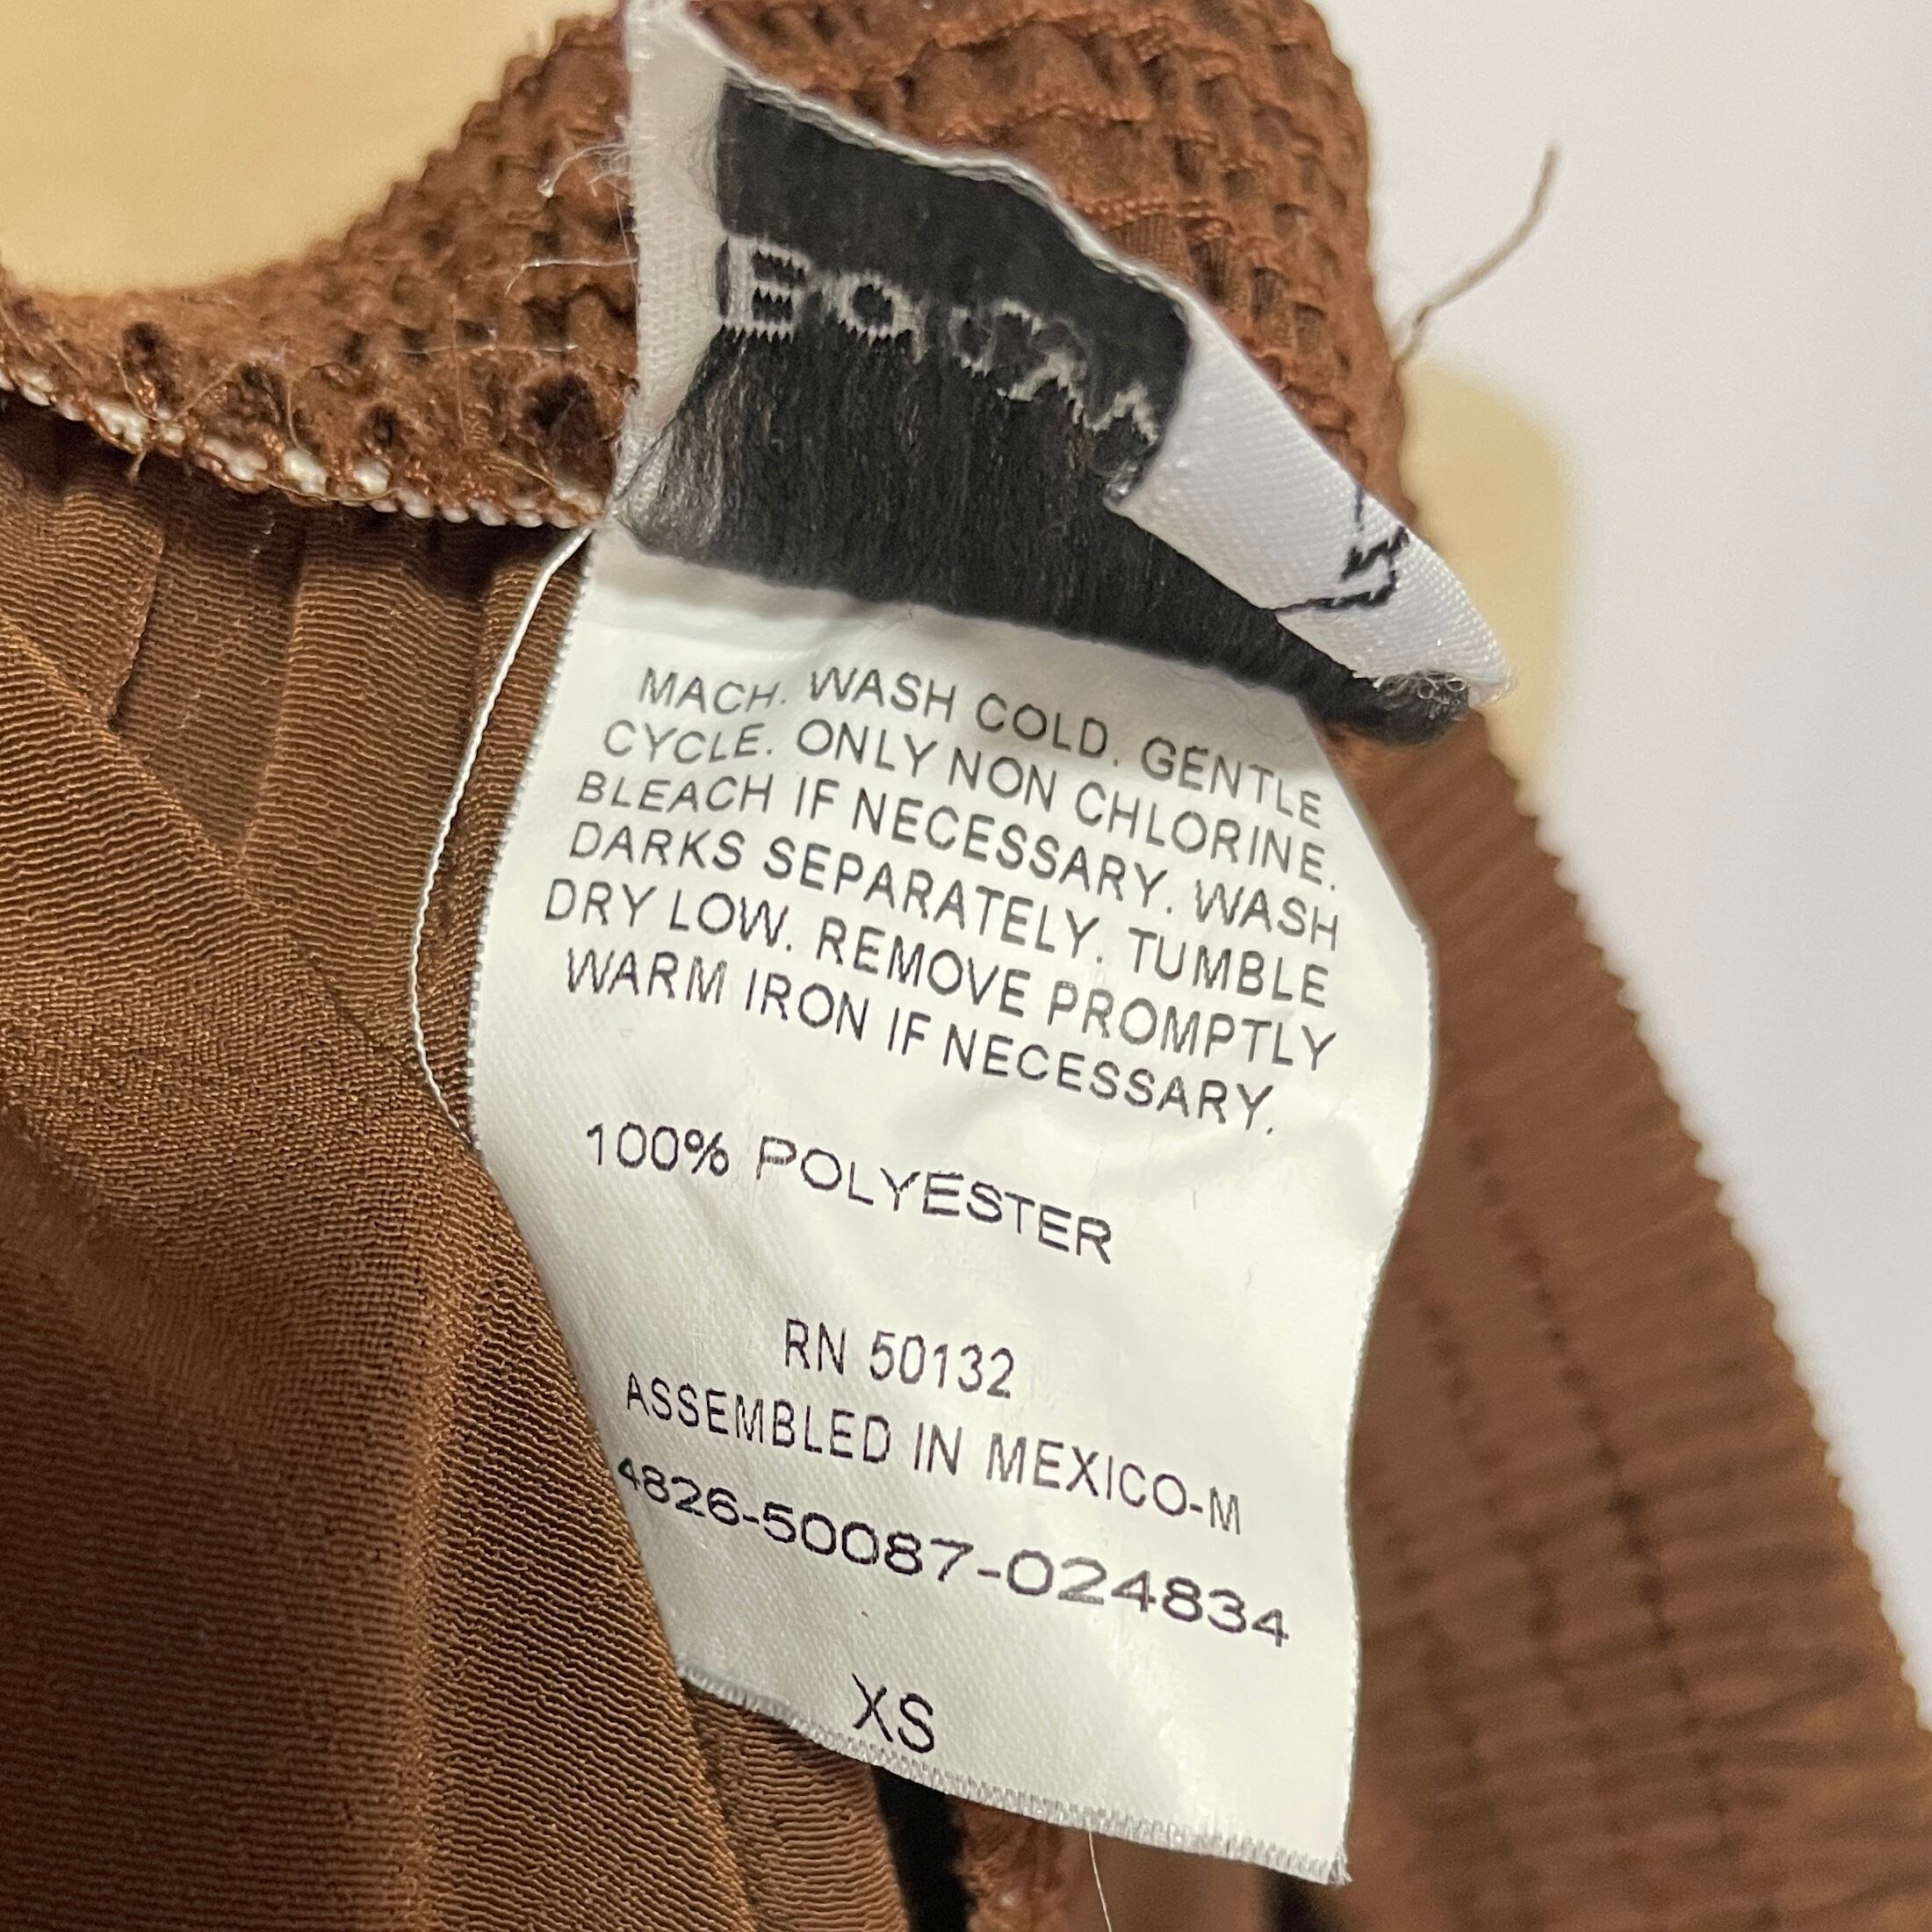 MACH. WASH COLD. GENTLE
CYCLE. ONLY NON CHLORINE.
BLEACH IF NECESSARY. WASH
DARKS SEPARATELY. TUMBLE
DRY LOW. REMOVE PROMPTLY
WARM IRON IF NECESSARY.
100% POLYESTER
RN 50132
ASSEMBLED IN MEXICO-M
4826-50087-024834
XS